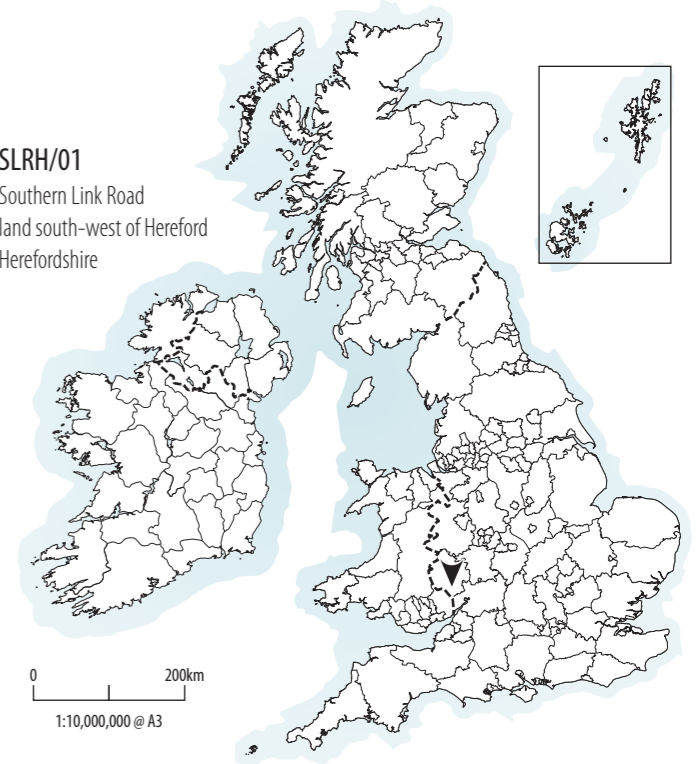 SLRH/01
Southern Link Road
land south-west of Hereford
Herefordshire
0 200km
1:10,000,000 @ A3